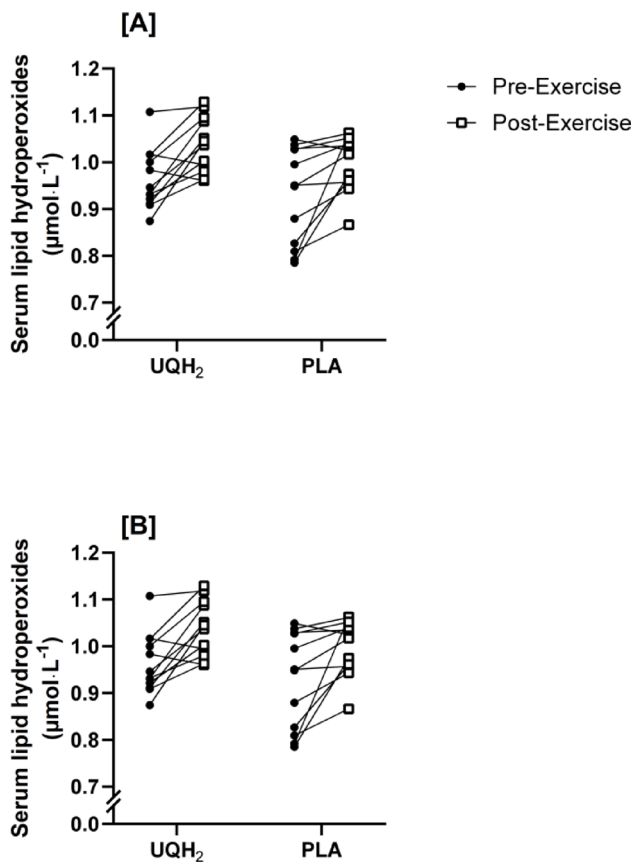 [A]
Serum lipid hydroperoxides
(µmol·L⁻¹)
1.2
1.1
1.0
0.9
0.8
0.7
0.0
UQH₂
PLA
Pre-Exercise
Post-Exercise
[B]
Serum lipid hydroperoxides
(µmol·L⁻¹)
1.2
1.1
1.0
0.9
0.8
0.7
0.0
UQH₂
PLA